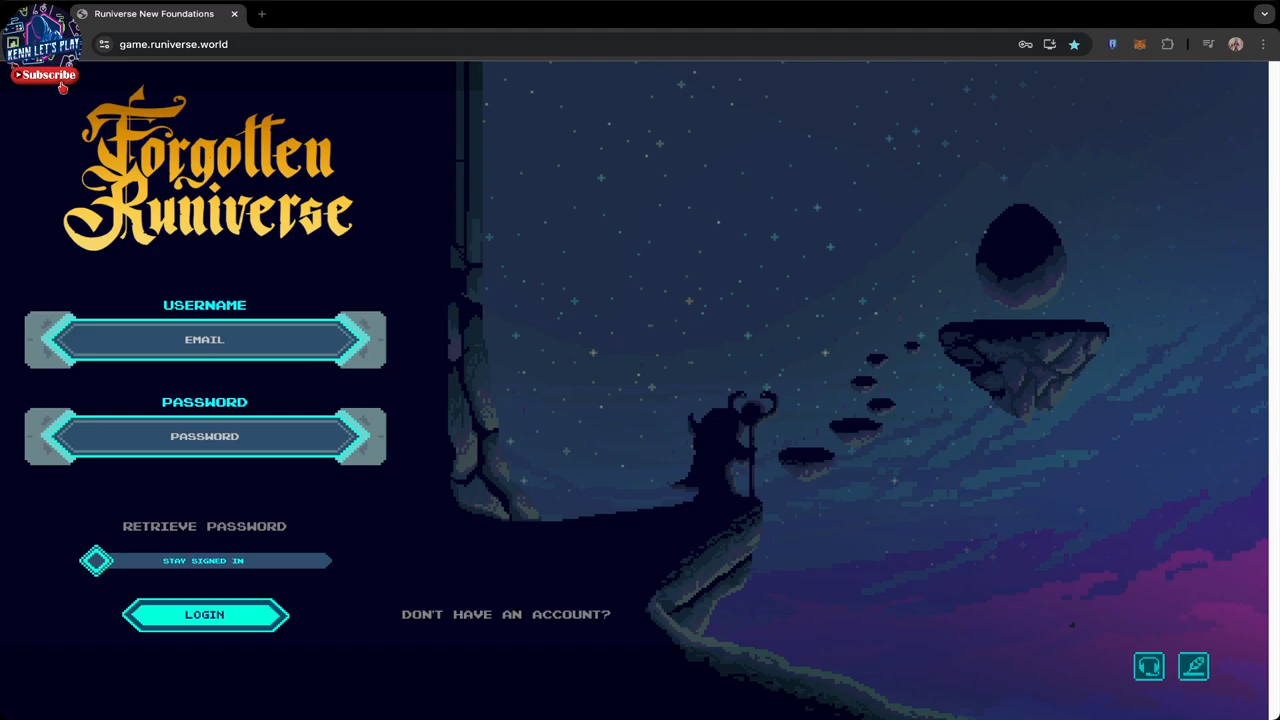 Runiverse New Foundations
game.runiverse.world
KENN LET'S PLAY
Subscribe
Forgotten
Runiverse
USERNAME
EMAIL
PASSWORD
PASSWORD
RETRIEVE PASSWORD
STAY SIGNED IN
LOGIN
DON'T HAVE AN ACCOUNT?